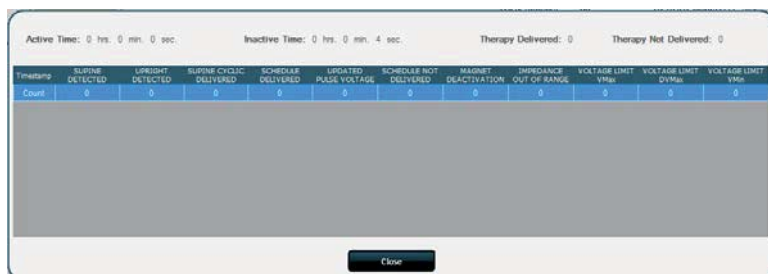 Active Time: 0 hrs. 0 min. 0 sec. Inactive Time: 0 hrs. 0 min. 4 sec. Therapy Delivered: 0 Therapy Not Delivered: 0
Timestamp SUPINE DETECTED UPRIGHT DETECTED SUPINE CYCLIC DELIVERED SCHEDULE DELIVERED UPDATED PULSE VOLTAGE SCHEDULE NOT DELIVERED MAGNET DEACTIVATION IMPEDANCE OUT OF RANGE VOLTAGE LIMIT VMax VOLTAGE LIMIT DVMax VOLTAGE LIMIT VMin
Count 0 0 0 0 0 0 0 0 0 0 0
Close